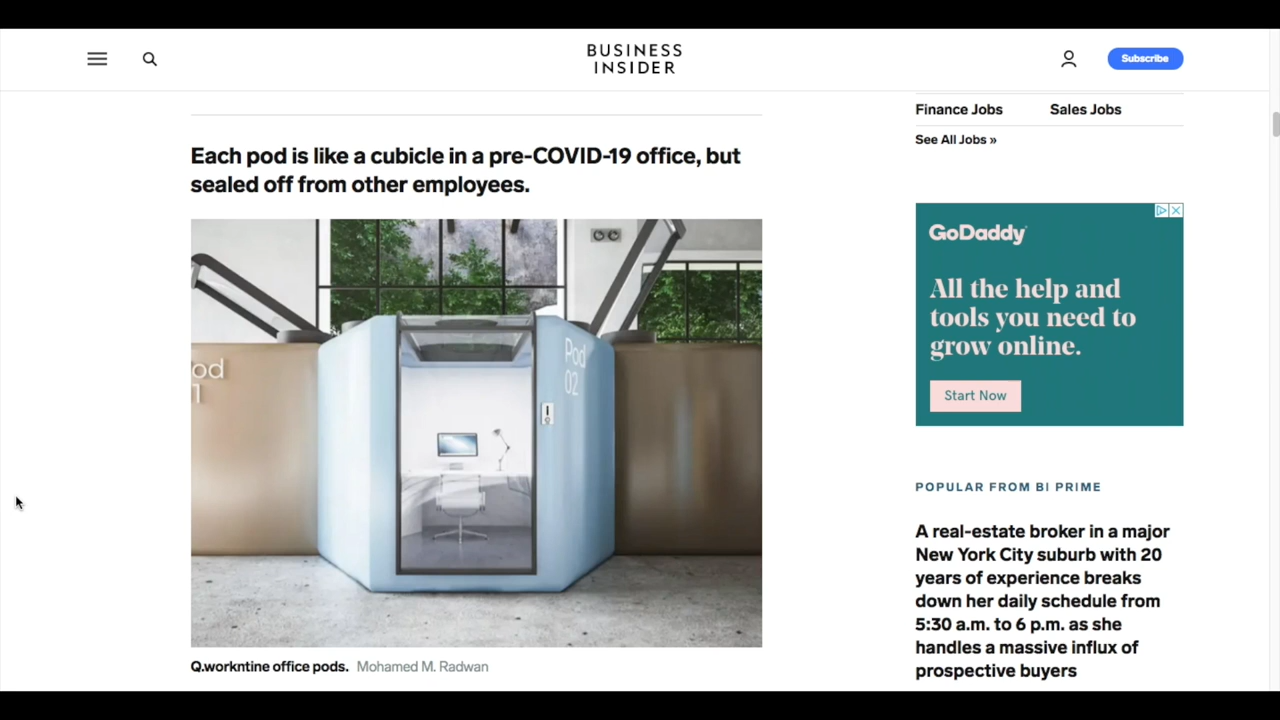 BUSINESS
INSIDER
Subscribe
Each pod is like a cubicle in a pre-COVID-19 office, but
sealed off from other employees.
od
1
Pod
02
Q.workntine office pods. Mohamed M. Radwan
Finance Jobs Sales Jobs
See All Jobs »
GoDaddy
All the help and
tools you need to
grow online.
Start Now
POPULAR FROM BI PRIME
A real-estate broker in a major
New York City suburb with 20
years of experience breaks
down her daily schedule from
5:30 a.m. to 6 p.m. as she
handles a massive influx of
prospective buyers